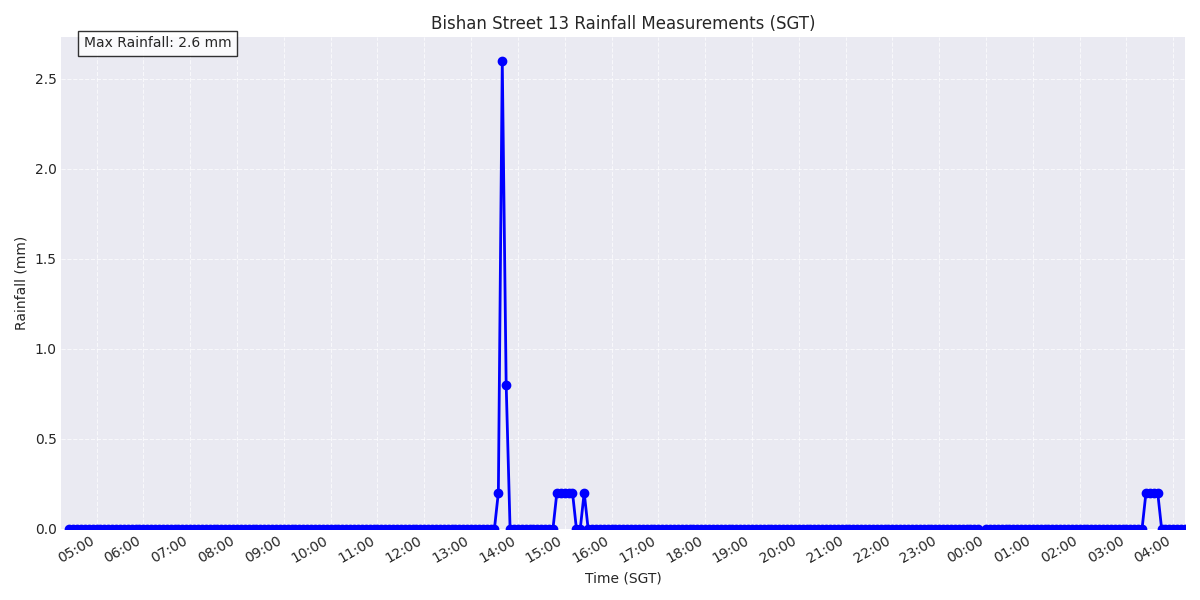 Bishan Street 13 Rainfall Measurements (SGT)
Max Rainfall: 2.6 mm
2.5
2.0
1.5
1.0
0.5
0.0
Rainfall (mm)
05:00 06:00 07:00 08:00 09:00 10:00 11:00 12:00 13:00 14:00 15:00 16:00 17:00 18:00 19:00 20:00 21:00 22:00 23:00 00:00 01:00 02:00 03:00 04:00
Time (SGT)